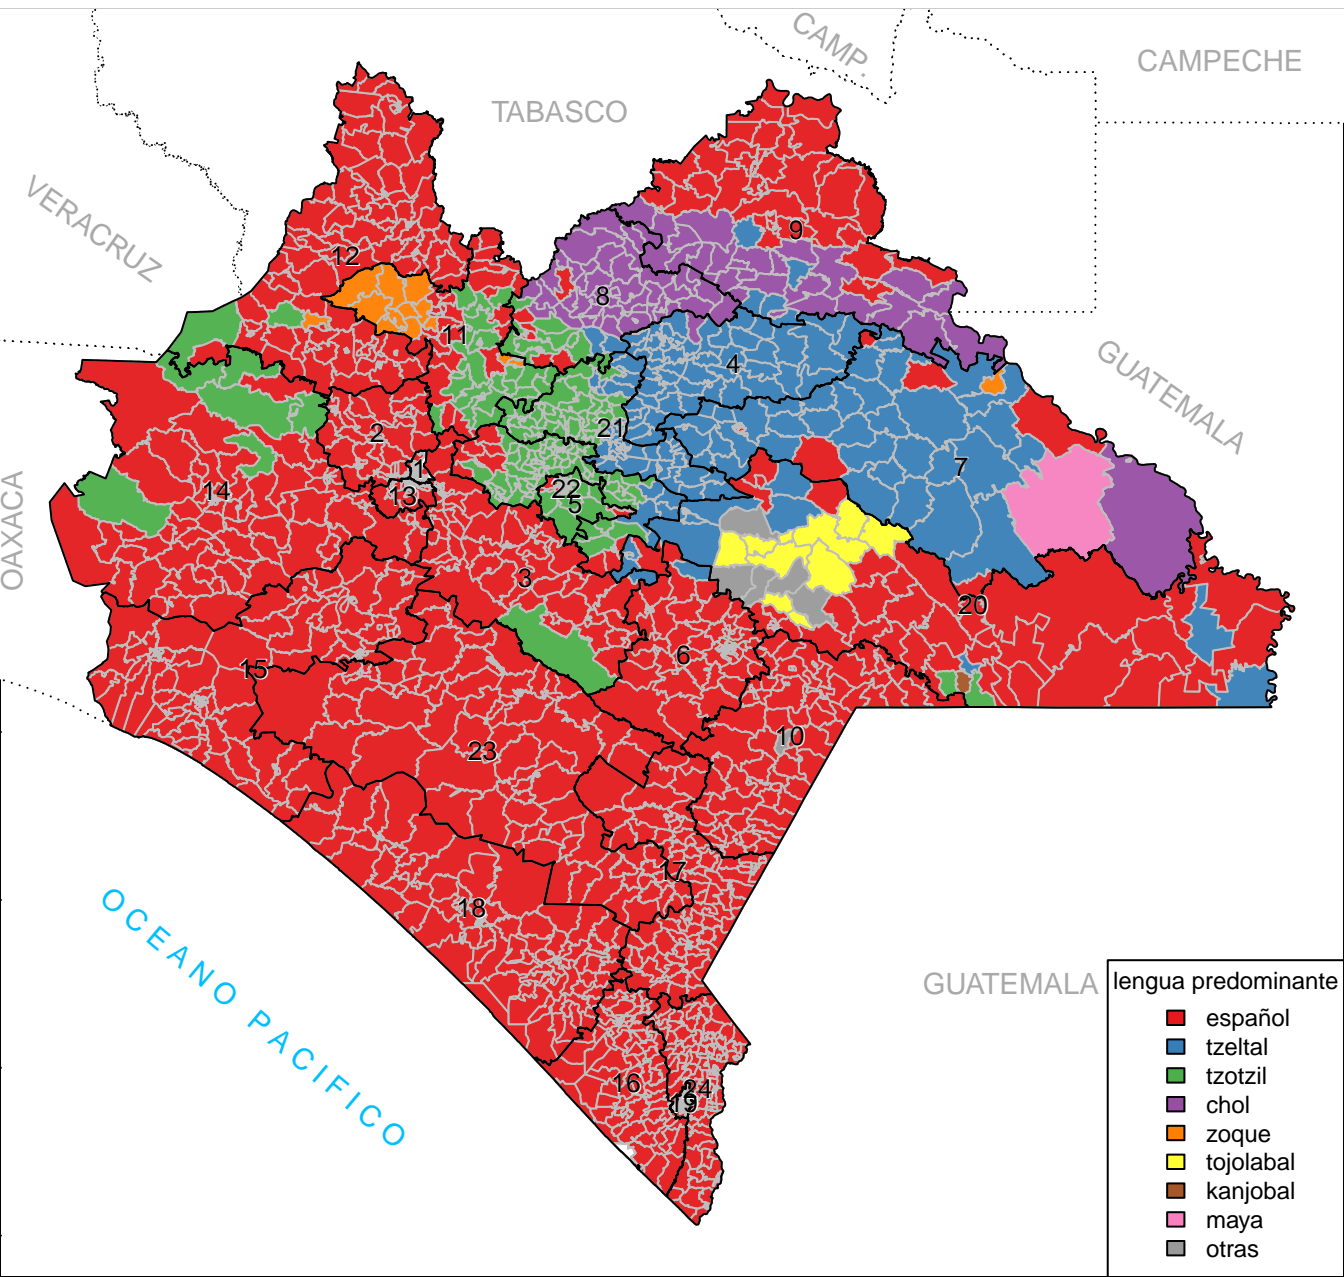 CAMP.
CAMPECHE
TABASCO
VERACRUZ
9
12
8
11
GUATEMALA
4
2
21
1
7
14
13
22
5
OAXACA
3
20
6
15
10
23
17
18
GUATEMALA
OCEANO PACIFICO
16
24
19
lengua predominante
español
tzeltal
tzotzil
chol
zoque
tojolabal
kanjobal
maya
otras